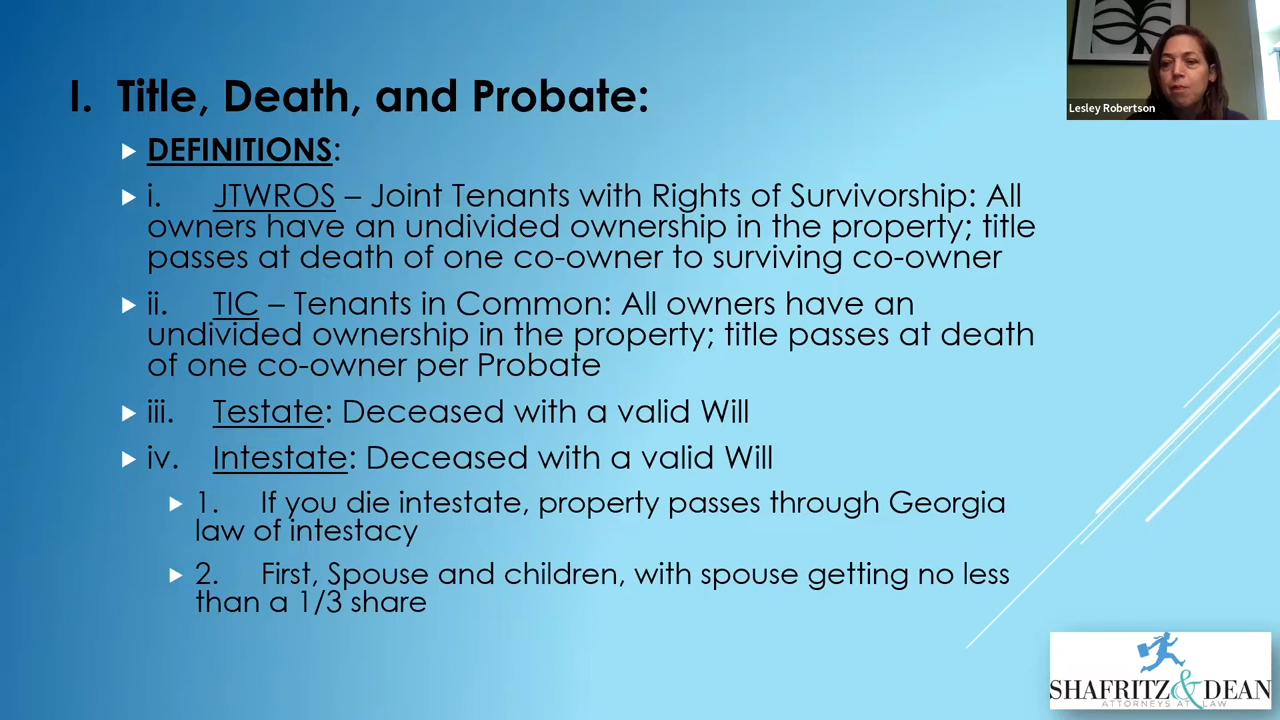 I. Title, Death, and Probate:
DEFINITIONS:
i. JTWROS – Joint Tenants with Rights of Survivorship: All
owners have an undivided ownership in the property; title
passes at death of one co-owner to surviving co-owner
ii. TIC – Tenants in Common: All owners have an
undivided ownership in the property; title passes at death
of one co-owner per Probate
iii. Testate: Deceased with a valid Will
iv. Intestate: Deceased with a valid Will
1. If you die intestate, property passes through Georgia
law of intestacy
2. First, Spouse and children, with spouse getting no less
than a 1/3 share
Lesley Robertson
SHAFRITZ & DEAN
ATTORNEYS AT LAW